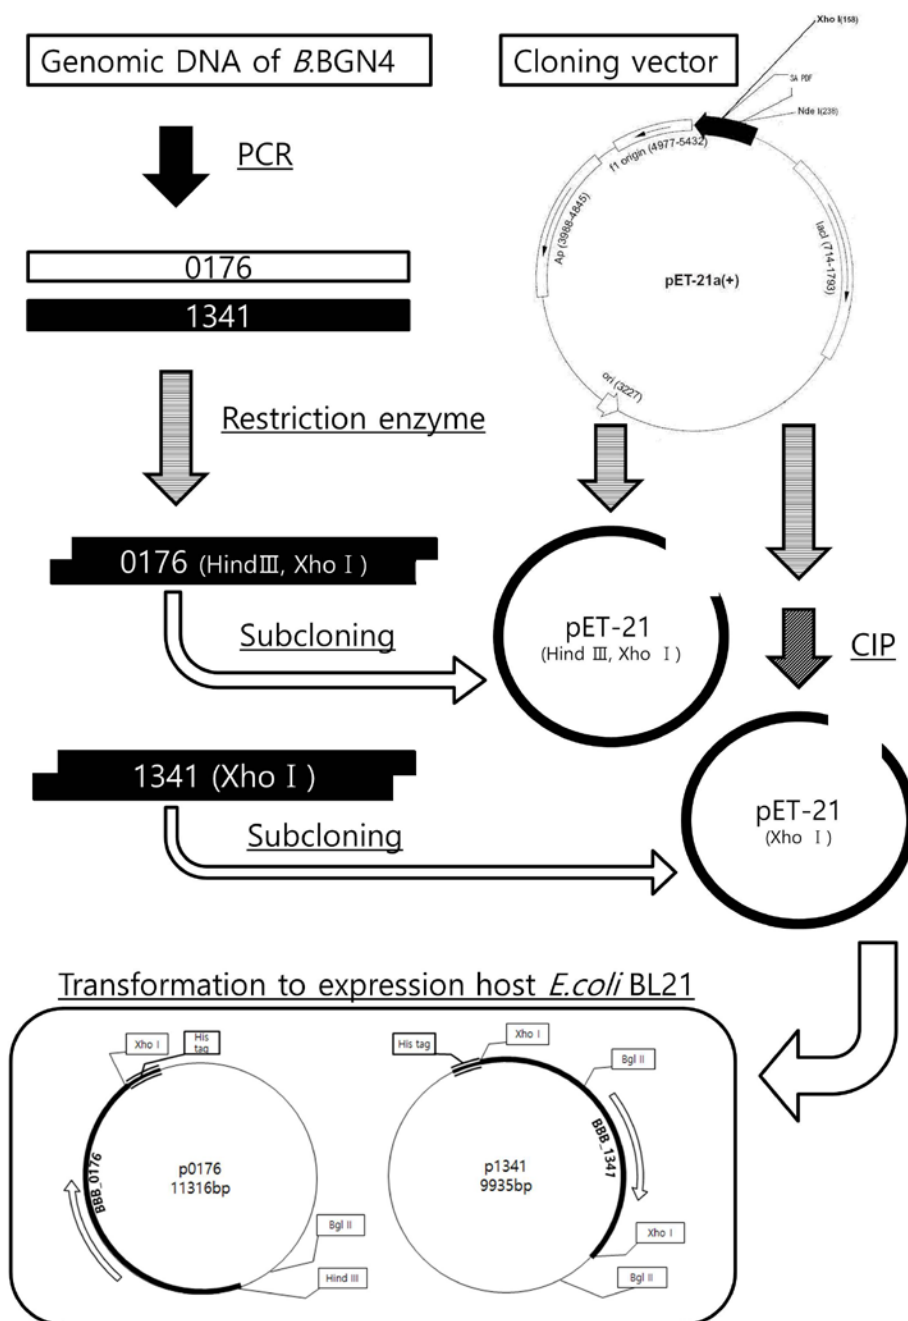 Genomic DNA of B.BGN4
Cloning vector
Xho I(158)
SA PDF
Nde I(238)
PCR
f1 origin (4977-5432)
Ap (3988-4845)
lacI (714-1793)
pET-21a(+)
ori (3227)
0176
1341
Restriction enzyme
0176 (HindⅢ, Xho Ⅰ)
Subcloning
pET-21
(Hind Ⅲ, Xho Ⅰ)
CIP
1341 (Xho Ⅰ)
Subcloning
pET-21
(Xho Ⅰ)
Transformation to expression host E.coli BL21
Xho I
His
tag
BBB_0176
p0176
11316bp
Bgl II
Hind III
His tag
Xho I
Bgl II
BBB_1341
p1341
9935bp
Xho I
Bgl II